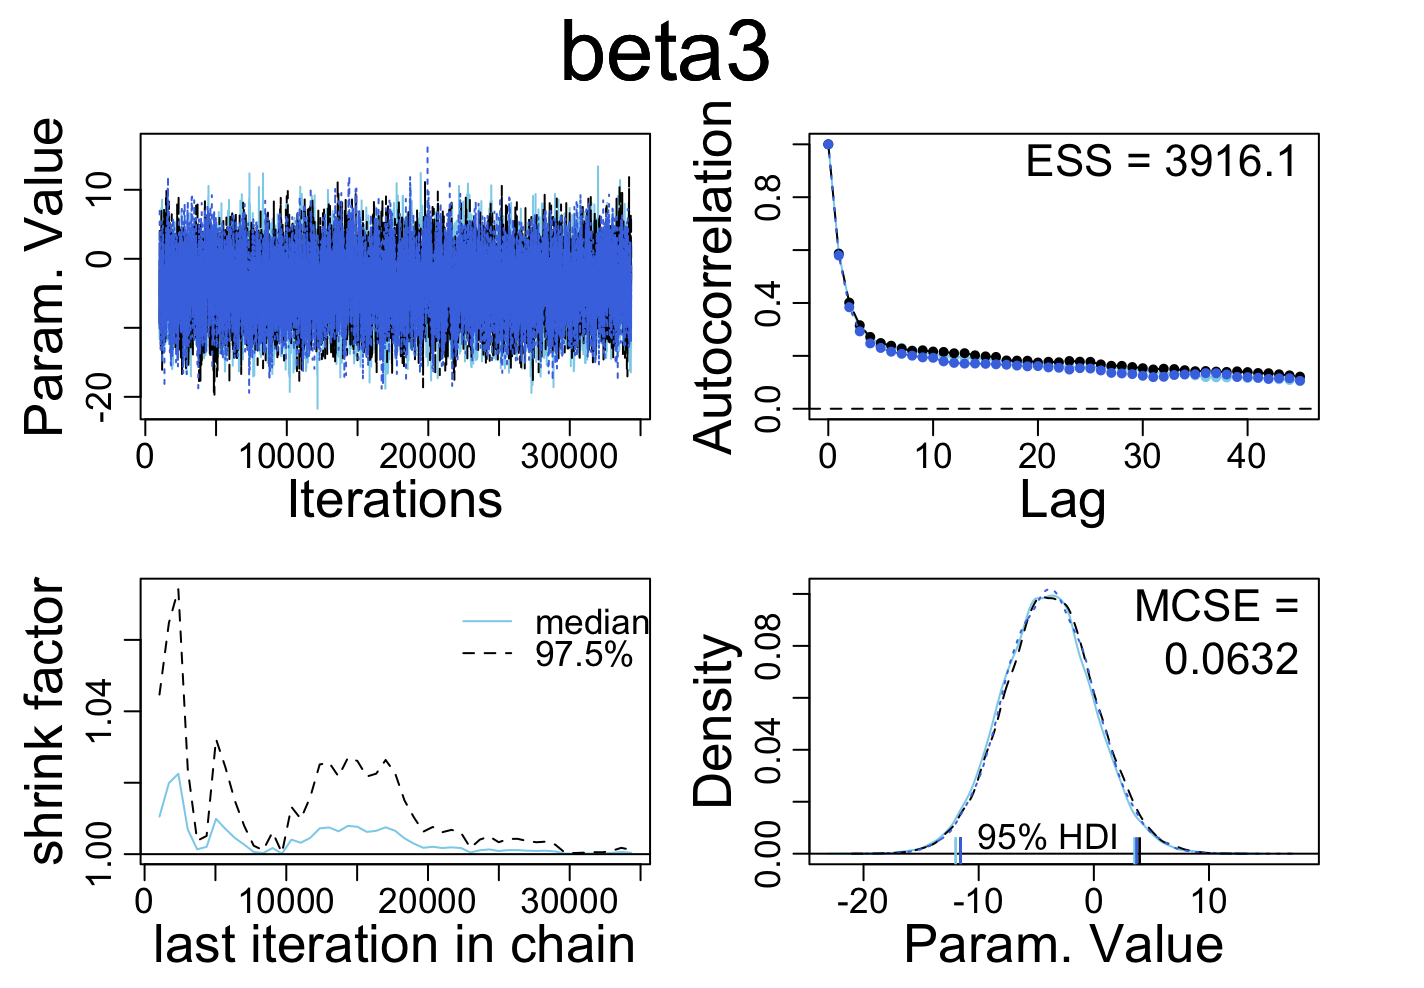 beta3
Param. Value
10
0
-20
0
10000
20000
30000
Iterations
Autocorrelation
0.8
0.4
0.0
ESS = 3916.1
0
10
20
30
40
Lag
shrink factor
1.04
1.00
median
97.5%
0
10000
20000
30000
last iteration in chain
Density
0.08
0.04
0.00
MCSE =
0.0632
95% HDI
-20
-10
0
10
Param. Value